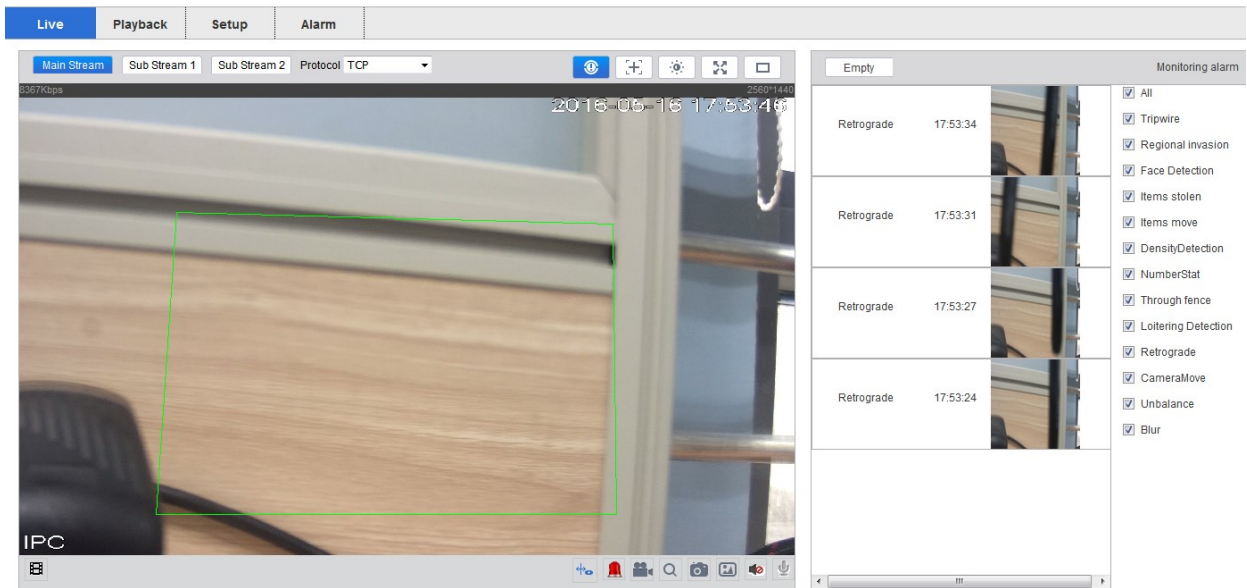 Live Playback Setup Alarm
Main Stream Sub Stream 1 Sub Stream 2 Protocol TCP
8367Kbps 2560*1440
2016-05-16 17:53:46
IPC
Empty Monitoring alarm
Retrograde 17:53:34
Retrograde 17:53:31
Retrograde 17:53:27
Retrograde 17:53:24
All
Tripwire
Regional invasion
Face Detection
Items stolen
Items move
DensityDetection
NumberStat
Through fence
Loitering Detection
Retrograde
CameraMove
Unbalance
Blur